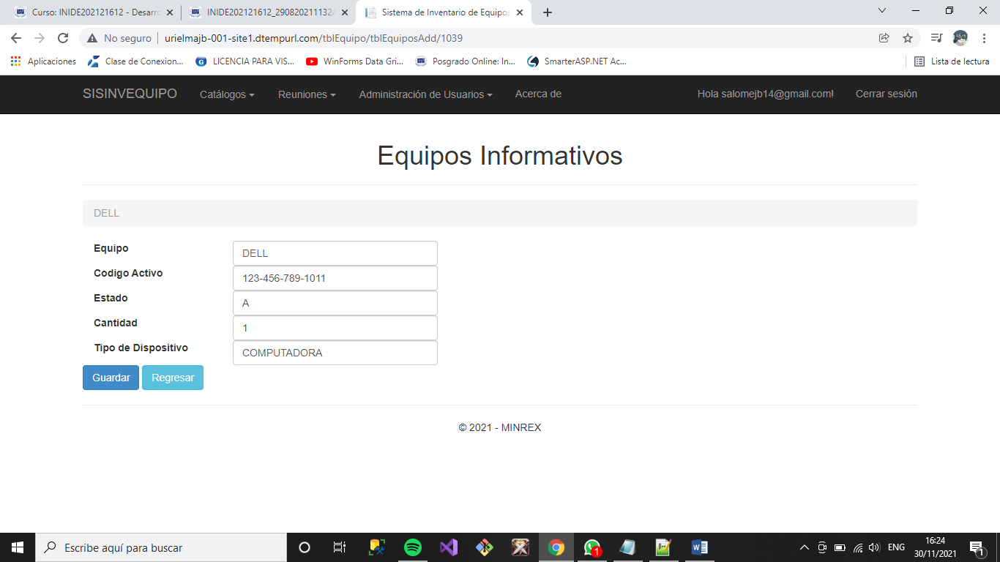 Curso: INIDE202121612 - Desarro
INIDE202121612_290820211132
Sistema de Inventario de Equipos
No seguro
urielmajb-001-site1.dtempurl.com/tblEquipo/tblEquiposAdd/1039
Aplicaciones
Clase de Conexion...
LICENCIA PARA VIS...
WinForms Data Gri...
Posgrado Online: In...
SmarterASP.NET Ac...
Lista de lectura
SISINVEQUIPO
Catálogos
Reuniones
Administración de Usuarios
Acerca de
Hola salomejb14@gmail.com!
Cerrar sesión
Equipos Informativos
DELL
Equipo
DELL
Codigo Activo
123-456-789-1011
Estado
A
Cantidad
1
Tipo de Dispositivo
COMPUTADORA
Guardar
Regresar
© 2021 - MINREX
Escribe aquí para buscar
1
ENG
16:24
30/11/2021
1